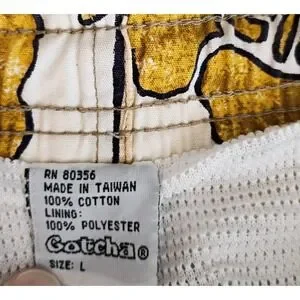 RN 80356
MADE IN TAIWAN
100% COTTON
LINING:
100% POLYESTER
Gotcha®
SIZE: L